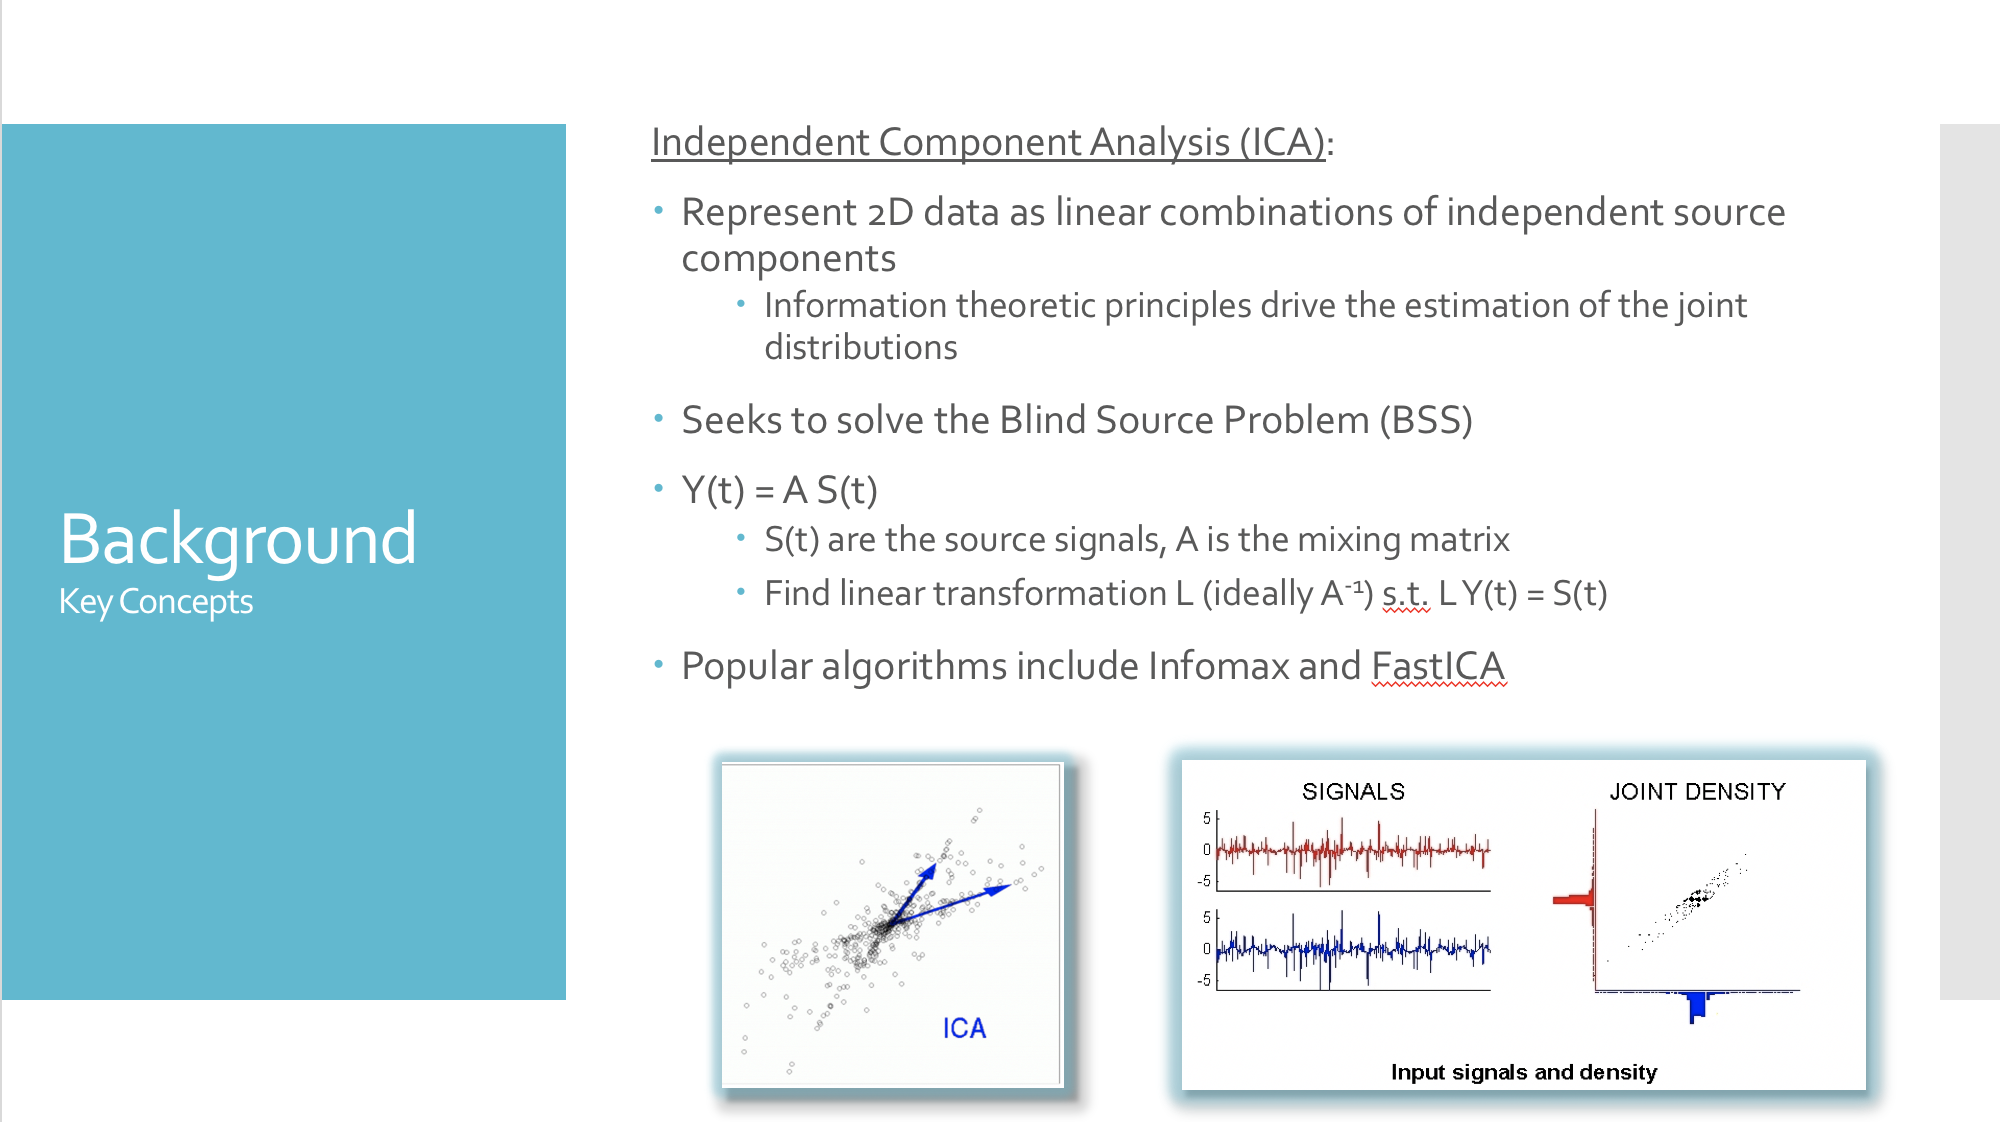 Background
Key Concepts
Independent Component Analysis (ICA):
• Represent 2D data as linear combinations of independent source
components
• Information theoretic principles drive the estimation of the joint
distributions
• Seeks to solve the Blind Source Problem (BSS)
• Y(t) = A S(t)
• S(t) are the source signals, A is the mixing matrix
• Find linear transformation L (ideally A⁻¹) s.t. L Y(t) = S(t)
• Popular algorithms include Infomax and FastICA
ICA
SIGNALS
5
0
-5
5
0
-5
JOINT DENSITY
Input signals and density